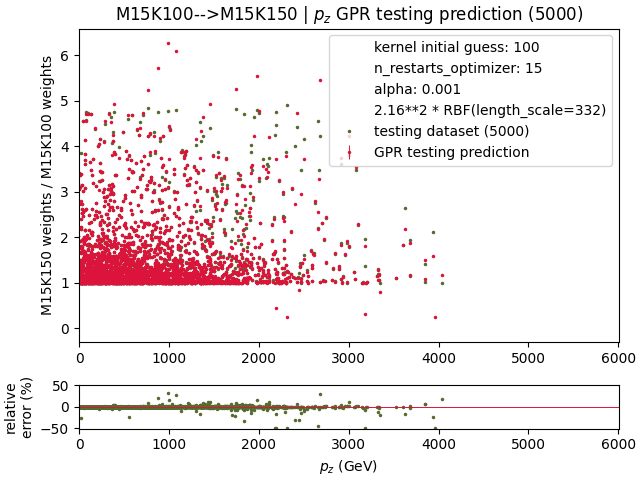 M15K100-->M15K150 | p_z GPR testing prediction (5000)
M15K150 weights / M15K100 weights
6
5
4
3
2
1
0
kernel initial guess: 100
n_restarts_optimizer: 15
alpha: 0.001
2.16**2 * RBF(length_scale=332)
testing dataset (5000)
GPR testing prediction
0 1000 2000 3000 4000 5000 6000
relative
error (%)
50
0
−50
0 1000 2000 3000 4000 5000 6000
p_z (GeV)